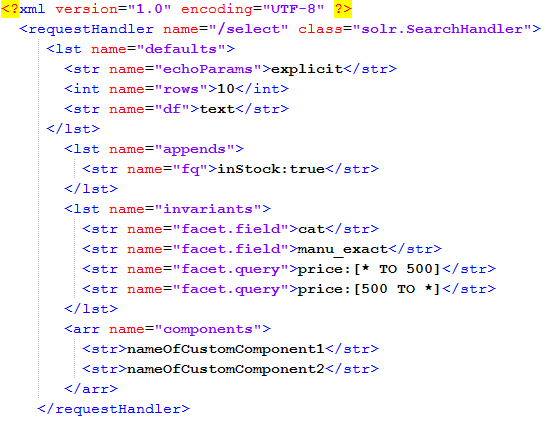 <?xml version="1.0" encoding="UTF-8" ?>
<requestHandler name="/select" class="solr.SearchHandler">
<lst name="defaults">
<str name="echoParams">explicit</str>
<int name="rows">10</int>
<str name="df">text</str>
</lst>
<lst name="appends">
<str name="fq">inStock:true</str>
</lst>
<lst name="invariants">
<str name="facet.field">cat</str>
<str name="facet.field">manu_exact</str>
<str name="facet.query">price:[* TO 500]</str>
<str name="facet.query">price:[500 TO *]</str>
</lst>
<arr name="components">
<str>nameOfCustomComponent1</str>
<str>nameOfCustomComponent2</str>
</arr>
</requestHandler>